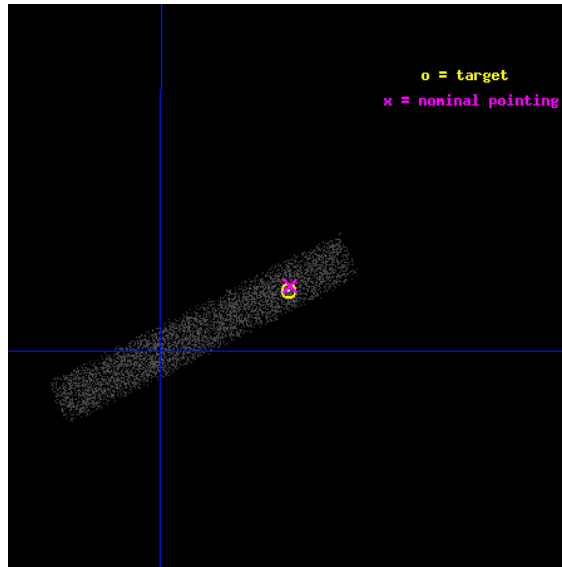 o = target
x = nominal pointing